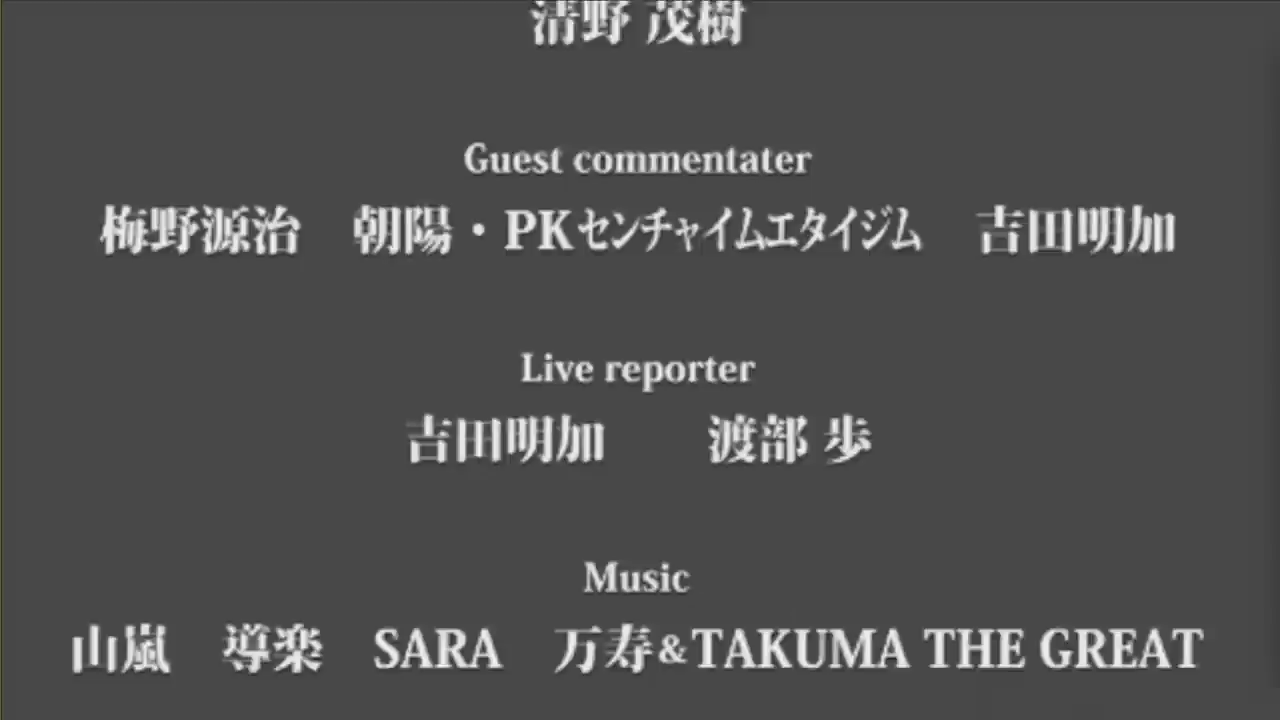 清野 茂樹
Guest commentater
梅野源治　朝陽・PKセンチャイムエタイジム　吉田明加
Live reporter
吉田明加　　渡部 歩
Music
山嵐　導楽　SARA　万寿&TAKUMA THE GREAT